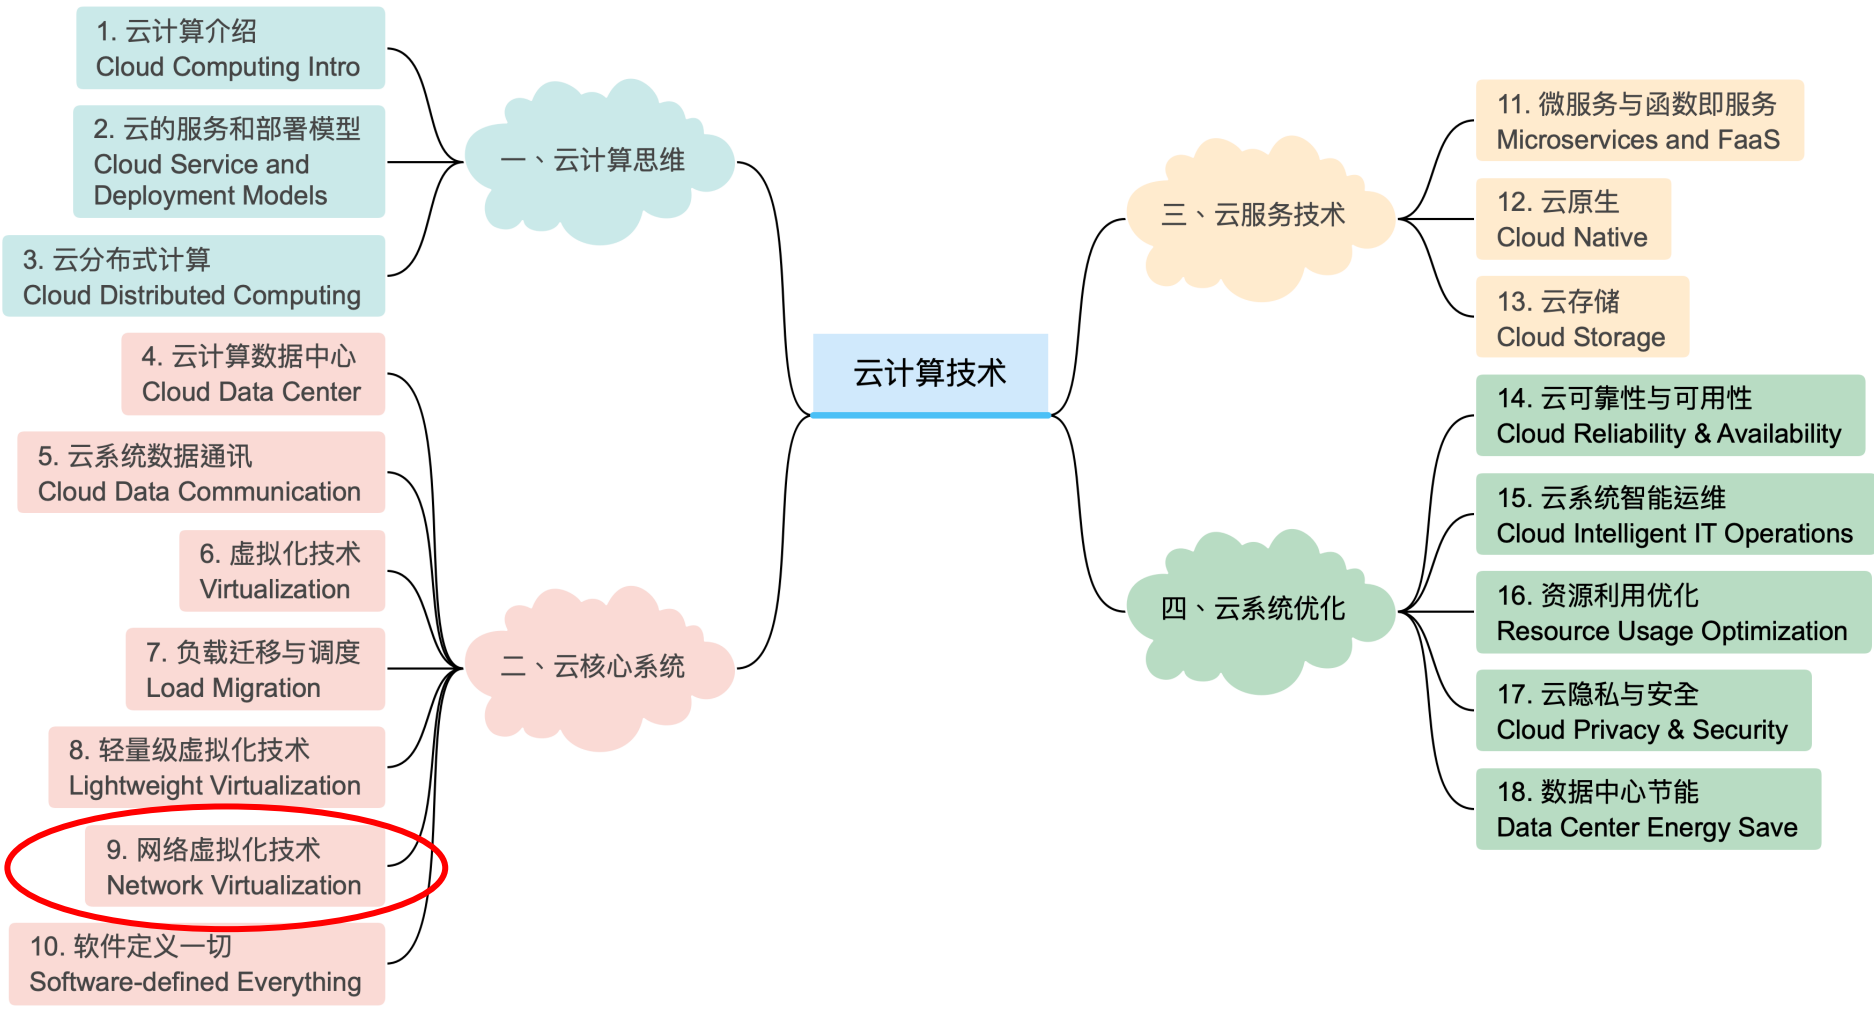 1. 云计算介绍
Cloud Computing Intro
2. 云的服务和部署模型
Cloud Service and
Deployment Models
3. 云分布式计算
Cloud Distributed Computing
一、云计算思维
4. 云计算数据中心
Cloud Data Center
5. 云系统数据通讯
Cloud Data Communication
6. 虚拟化技术
Virtualization
7. 负载迁移与调度
Load Migration
8. 轻量级虚拟化技术
Lightweight Virtualization
9. 网络虚拟化技术
Network Virtualization
10. 软件定义一切
Software-defined Everything
二、云核心系统
云计算技术
三、云服务技术
11. 微服务与函数即服务
Microservices and FaaS
12. 云原生
Cloud Native
13. 云存储
Cloud Storage
四、云系统优化
14. 云可靠性与可用性
Cloud Reliability & Availability
15. 云系统智能运维
Cloud Intelligent IT Operations
16. 资源利用优化
Resource Usage Optimization
17. 云隐私与安全
Cloud Privacy & Security
18. 数据中心节能
Data Center Energy Save